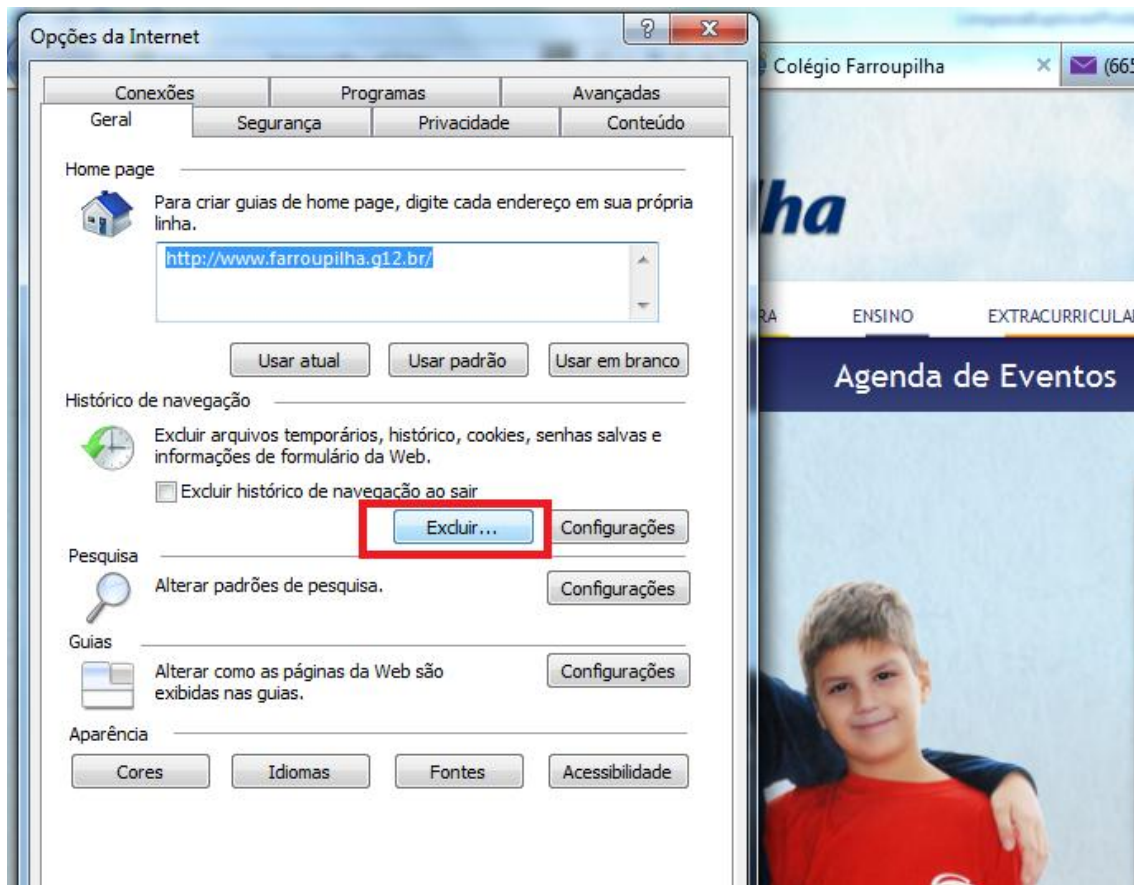 Opções da Internet
Conexões Programas Avançadas
Geral Segurança Privacidade Conteúdo
Home page
Para criar guias de home page, digite cada endereço em sua própria
linha.
http://www.farroupilha.g12.br/
Usar atual Usar padrão Usar em branco
Histórico de navegação
Excluir arquivos temporários, histórico, cookies, senhas salvas e
informações de formulário da Web.
Excluir histórico de navegação ao sair
Excluir... Configurações
Pesquisa
Alterar padrões de pesquisa. Configurações
Guias
Alterar como as páginas da Web são
exibidas nas guias.
Configurações
Aparência
Cores Idiomas Fontes Acessibilidade
Colégio Farroupilha (665
ilha
RA ENSINO EXTRACURRICULA
Agenda de Eventos